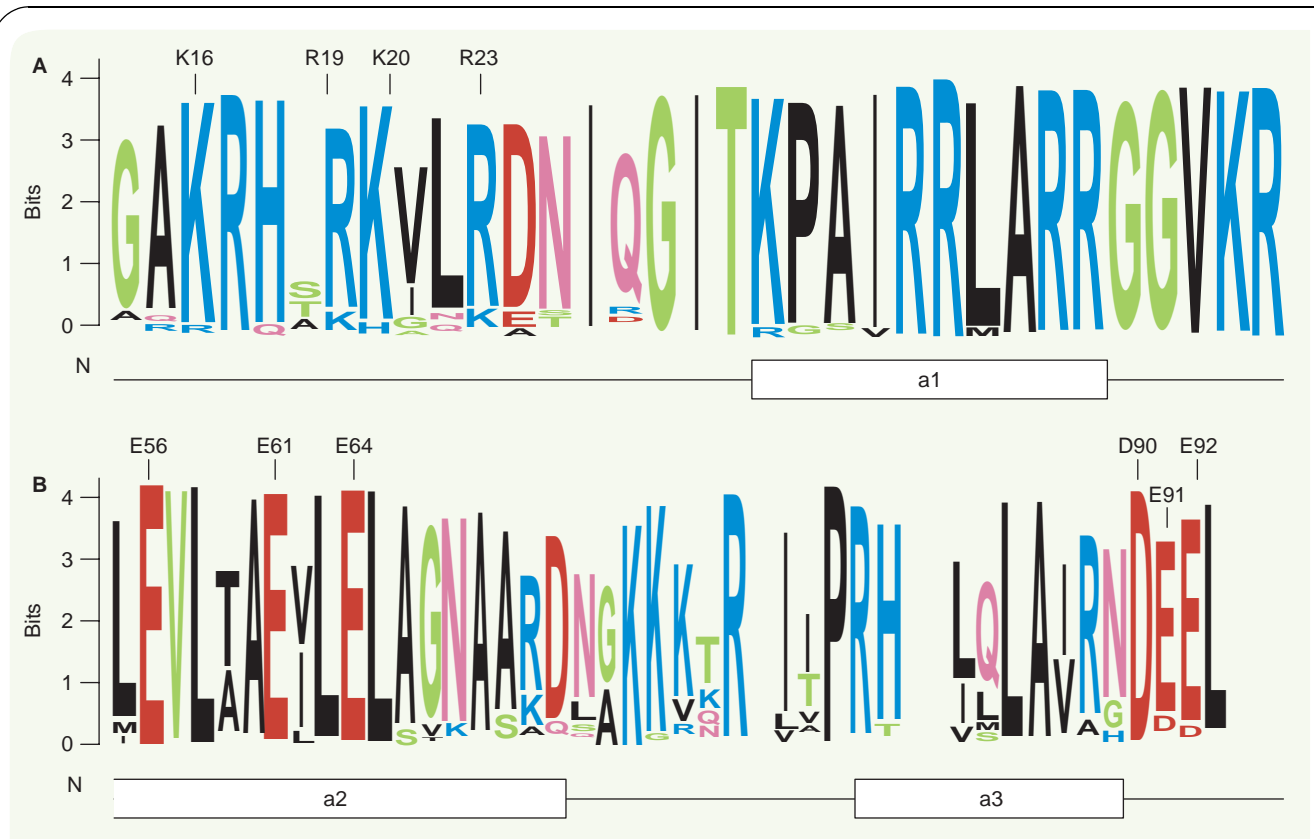 A
K16 R19 K20 R23
Bits
4
3
2
1
0
G A K R H S R K V L R D N I Q G I T K P A I R R L A R R G G V K R
A Q R R Q T A K H I G A N Q K E A S T R D R G S V M
N
a1
B
E56 E61 E64 D90 E91 E92
Bits
4
3
2
1
0
L E V L T A E V L E L A G N A A R D N G K K K T R I I P R H L Q L A I R N D E E L
M I A I L S V K S K A Q L S Q A G V R K Q N L V T V A T I V L M S V A G H D D
N
a2 a3